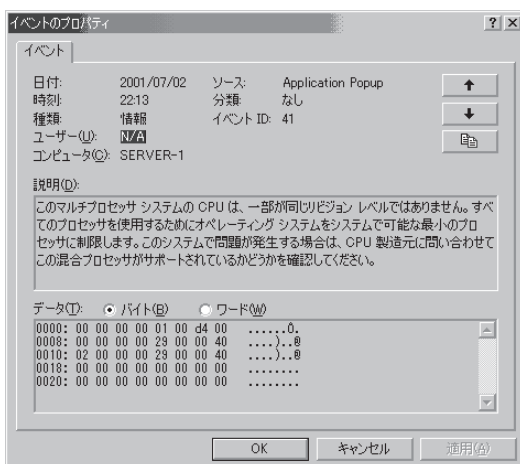 イベントのプロパティ
イベント
日付: 2001/07/02 ソース: Application Popup
時刻: 22:13 分類: なし
種類: 情報 イベント ID: 41
ユーザー(U): N/A
コンピュータ(C): SERVER-1
説明(D):
このマルチプロセッサ システムの CPU は、一部が同じリビジョン レベルではありません。すべ
てのプロセッサを使用するためにオペレーティング システムをシステムで可能な最小のプロ
セッサに制限します。このシステムで問題が発生する場合は、CPU 製造元に問い合わせて
この混合プロセッサがサポートされているかどうかを確認してください。
データ(T): バイト(B) ワード(W)
0000: 00 00 00 00 01 00 d4 00 ......Ô.
0008: 00 00 00 00 29 00 00 40 ....)..@
0010: 02 00 00 00 29 00 00 40 ....)..@
0018: 00 00 00 00 00 00 00 00 ........
0020: 00 00 00 00 00 00 00 00 ........
OK キャンセル 適用(A)